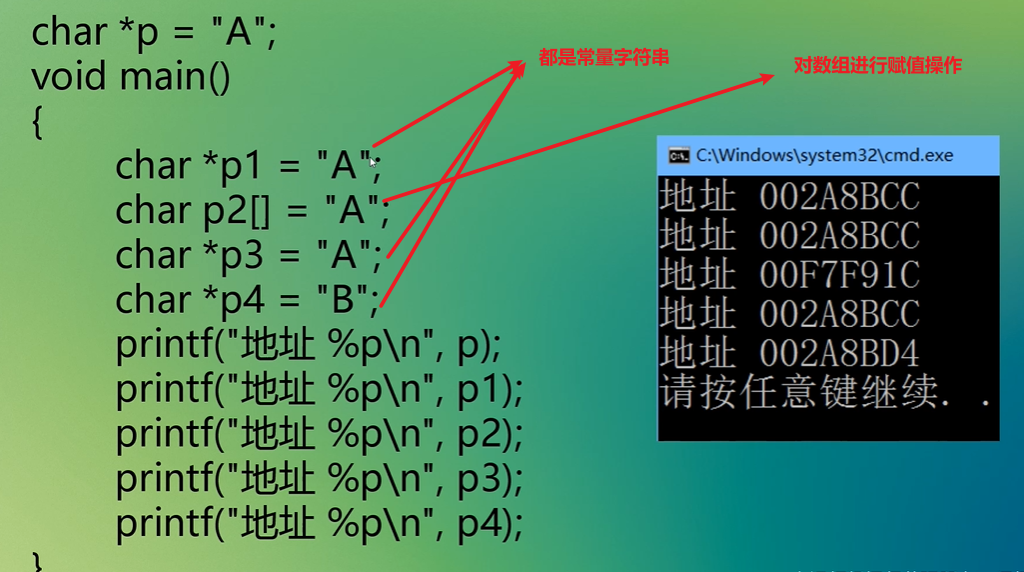 char *p = "A";
void main()
{
char *p1 = "A";
char p2[] = "A";
char *p3 = "A";
char *p4 = "B";
printf("地址 %p\n", p);
printf("地址 %p\n", p1);
printf("地址 %p\n", p2);
printf("地址 %p\n", p3);
printf("地址 %p\n", p4);
}
都是常量字符串
对数组进行赋值操作
C:\Windows\system32\cmd.exe
地址 002A8BCC
地址 002A8BCC
地址 00F7F91C
地址 002A8BCC
地址 002A8BD4
请按任意键继续. .